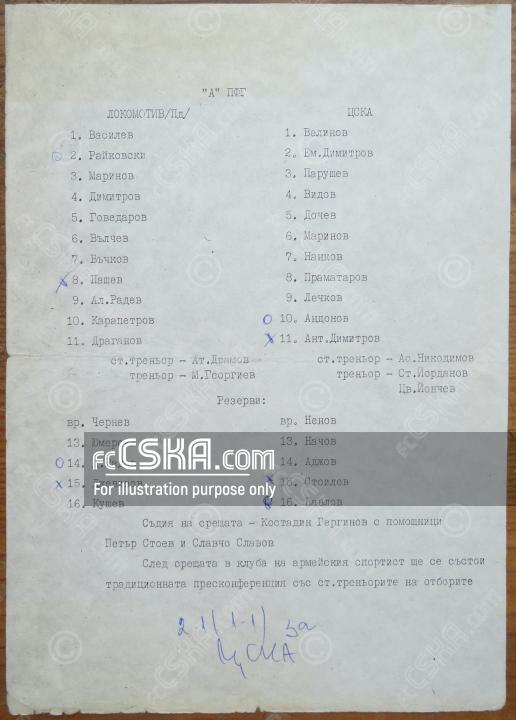 "А" ПФГ
ЛОКОМОТИВ/Пд/ ЦСКА
1. Василев 1. Валинов
2. Райковски 2. Ем.Димитров
3. Маринов 3. Парушев
4. Димитров 4. Видов
5. Говедаров 5. Дочев
6. Вълчев 6. Маринов
7. Въчков 7. Нанков
8. Пашев 8. Праматаров
9. Ал.Радев 9. Лечков
10. Карапетров 10. Андонов
11. Драганов 11. Ант.Димитров
ст.треньор - Ат.Драмов ст.треньор - Ас.Никодимов
треньор - М.Георгиев треньор - Ст.Йорданов
Цв.Йончев
Резерви:
вр. Чернев вр. Ненов
13. 13. Начов
14. 14. Аджов
15. 15. Стоилов
16. Кушев 16.
fcCSKA.com
For illustration purpose only
Съдия на срещата - Костадин Гергинов с помощници
Петър Стоев и Славчо Славов
След срещата в клуба на армейския спортист ще се състои
традиционната пресконференция със ст.треньорите на отборите
2-1/1-1/ за
ЦСКА